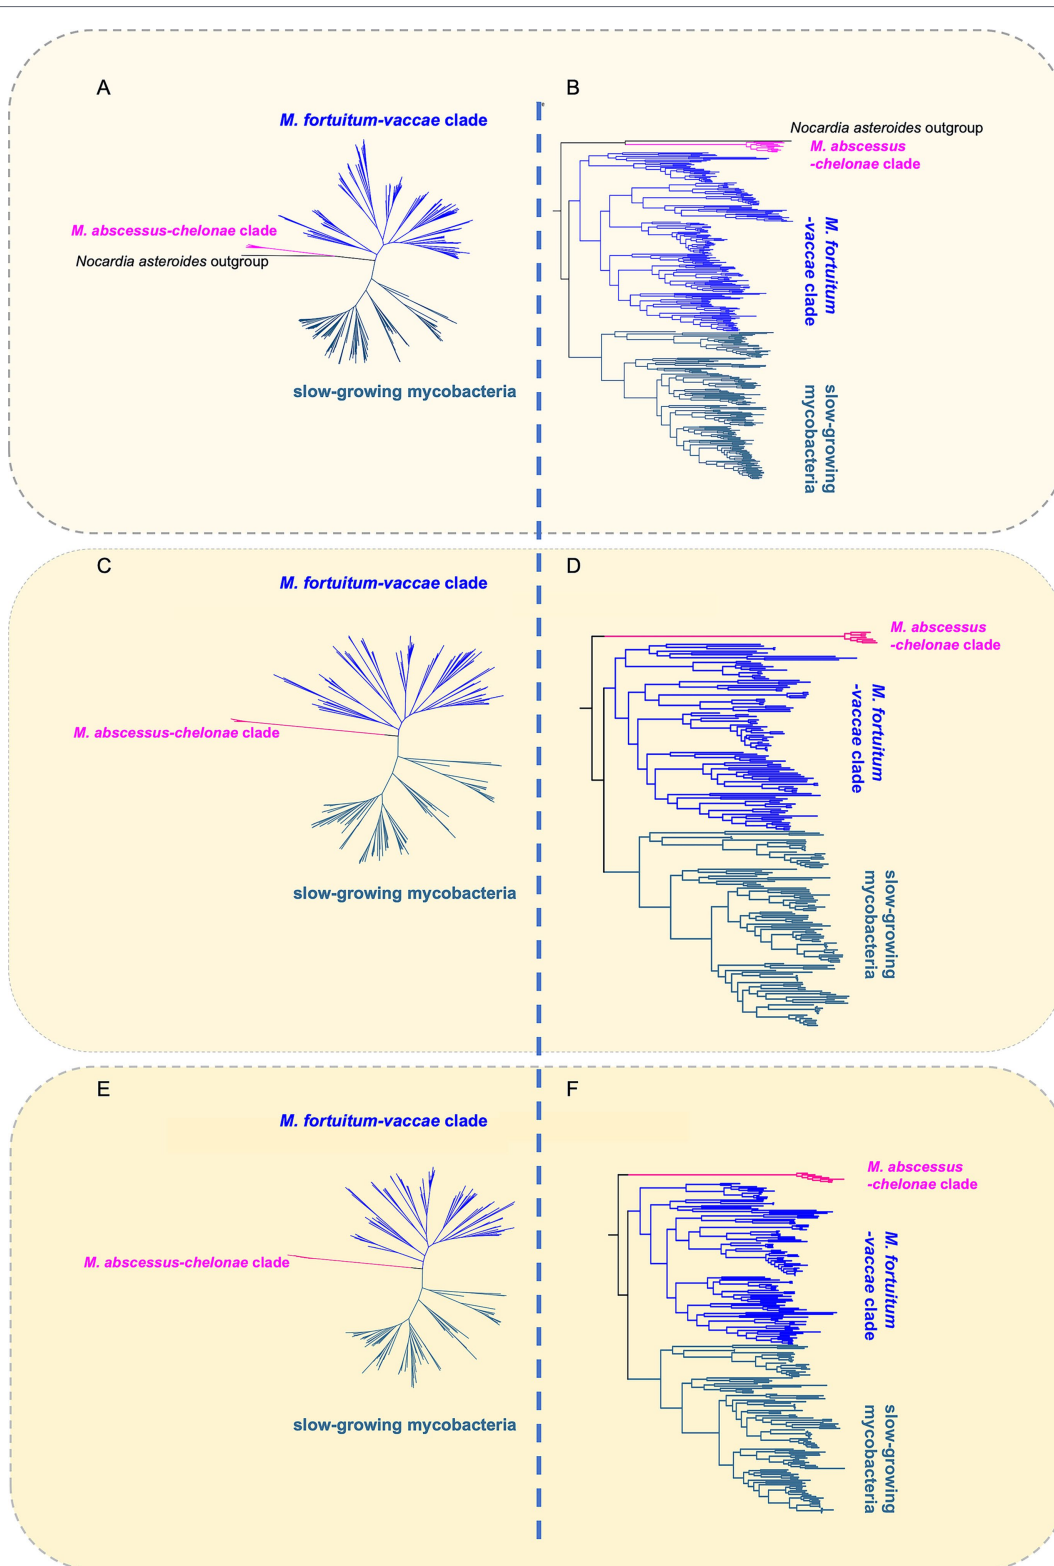 A
M. fortuitum-vaccae clade
M. abscessus-chelonae clade
Nocardia asteroides outgroup
slow-growing mycobacteria
B
Nocardia asteroides outgroup
M. abscessus
-chelonae clade
M. fortuitum
-vaccae clade
slow-growing
mycobacteria
C
M. fortuitum-vaccae clade
M. abscessus-chelonae clade
slow-growing mycobacteria
D
M. abscessus
-chelonae clade
M. fortuitum
-vaccae clade
slow-growing
mycobacteria
E
M. fortuitum-vaccae clade
M. abscessus-chelonae clade
slow-growing mycobacteria
F
M. abscessus
-chelonae clade
M. fortuitum
-vaccae clade
slow-growing
mycobacteria